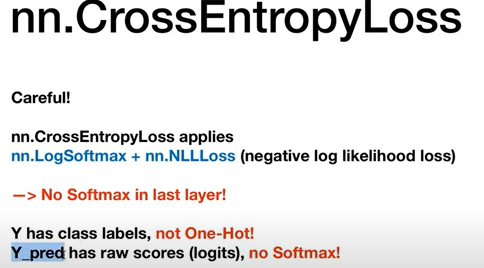 nn.CrossEntropyLoss
Careful!
nn.CrossEntropyLoss applies
nn.LogSoftmax + nn.NLLLoss (negative log likelihood loss)
—> No Softmax in last layer!
Y has class labels, not One-Hot!
Y_pred has raw scores (logits), no Softmax!